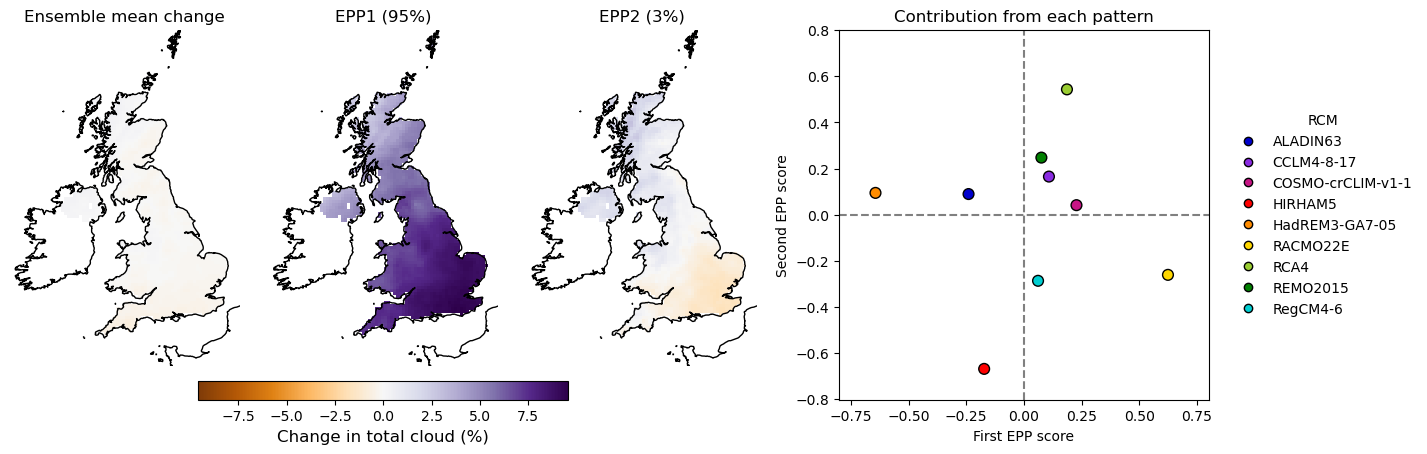 Ensemble mean change
EPP1 (95%)
EPP2 (3%)
−7.5 −5.0 −2.5 0.0 2.5 5.0 7.5
Change in total cloud (%)
Contribution from each pattern
Second EPP score
0.8
0.6
0.4
0.2
0.0
−0.2
−0.4
−0.6
−0.8
−0.75 −0.50 −0.25 0.00 0.25 0.50 0.75
First EPP score
RCM
ALADIN63
CCLM4-8-17
COSMO-crCLIM-v1-1
HIRHAM5
HadREM3-GA7-05
RACMO22E
RCA4
REMO2015
RegCM4-6